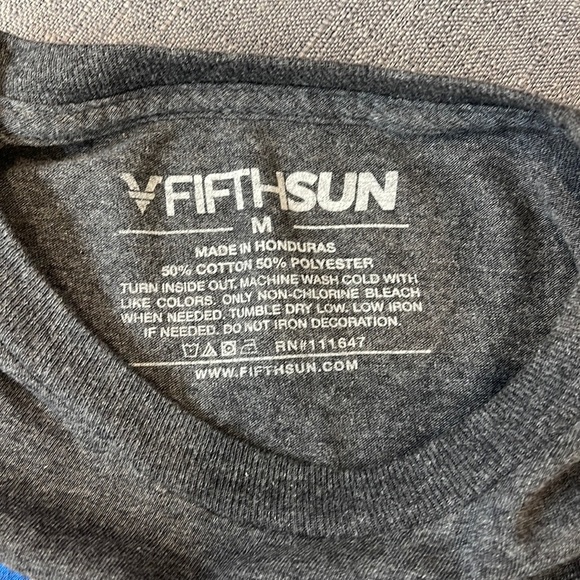 FIFTHSUN
M
MADE IN HONDURAS
50% COTTON 50% POLYESTER
TURN INSIDE OUT. MACHINE WASH COLD WITH
LIKE COLORS. ONLY NON-CHLORINE BLEACH
WHEN NEEDED. TUMBLE DRY LOW. LOW IRON
IF NEEDED. DO NOT IRON DECORATION.
RN#111647
WWW.FIFTHSUN.COM